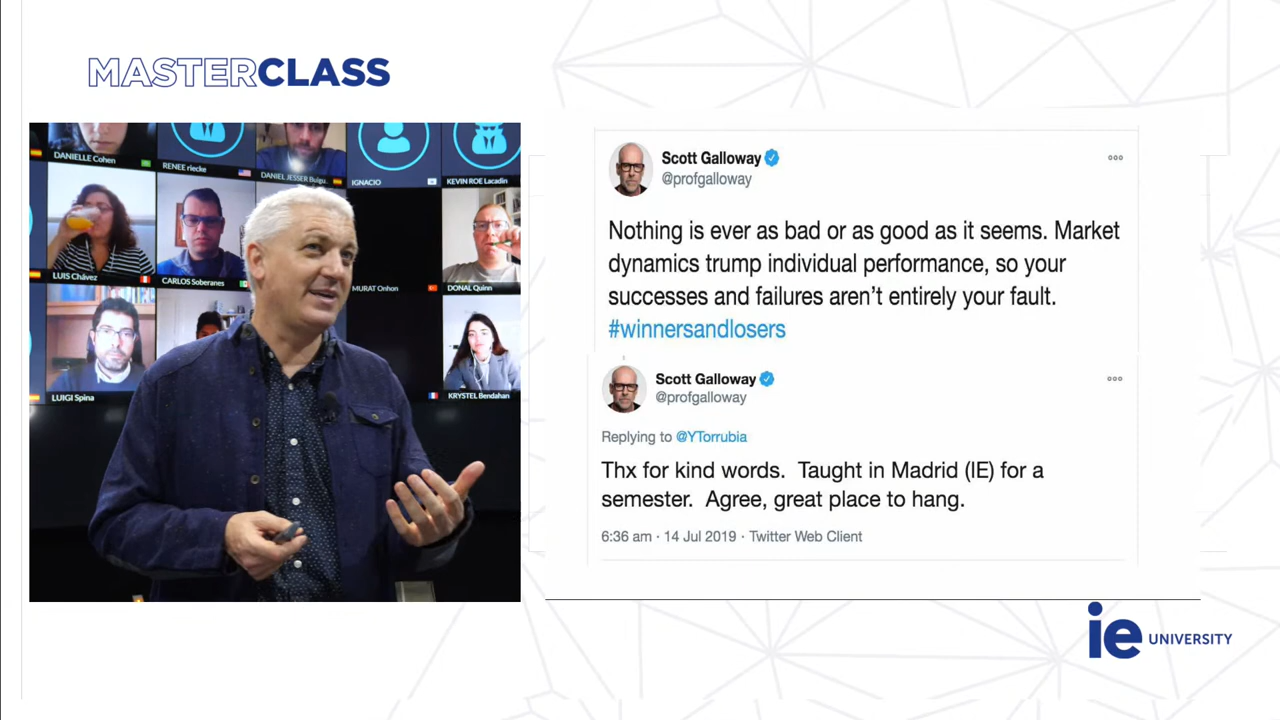 MASTERCLASS
DANIELLE Cohen
RENEE riecke
DANIEL JESSER Buigu..
IGNACIO
KEVIN ROE Lacadin
LUIS Chávez
CARLOS Soberanes
MURAT Onhon
DONAL Quinn
LUIGI Spina
KRYSTEL Bendahan
Scott Galloway
@profgalloway
Nothing is ever as bad or as good as it seems. Market
dynamics trump individual performance, so your
successes and failures aren’t entirely your fault.
#winnersandlosers
Scott Galloway
@profgalloway
Replying to @YTorrubia
Thx for kind words. Taught in Madrid (IE) for a
semester. Agree, great place to hang.
6:36 am · 14 Jul 2019 · Twitter Web Client
ie UNIVERSITY